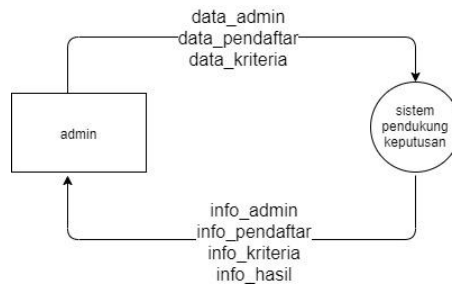 data_admin
data_pendaftar
data_kriteria
admin
sistem
pendukung
keputusan
info_admin
info_pendaftar
info_kriteria
info_hasil